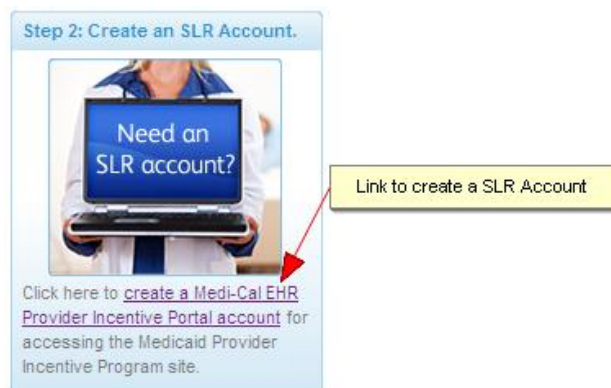 Step 2: Create an SLR Account.
Need an
SLR account?
Link to create a SLR Account
Click here to create a Medi-Cal EHR
Provider Incentive Portal account for
accessing the Medicaid Provider
Incentive Program site.